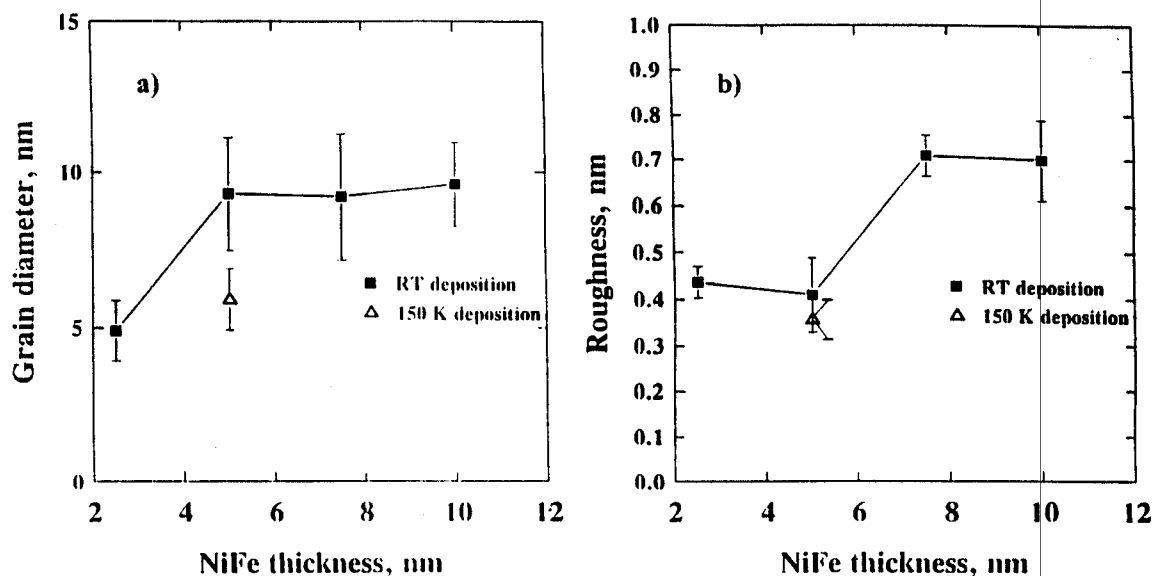 15
10
5
0
Grain diameter, nm
a)
RT deposition
150 K deposition
2 4 6 8 10 12
NiFe thickness, nm
1.0
0.9
0.8
0.7
0.6
0.5
0.4
0.3
0.2
0.1
0.0
Roughness, nm
b)
RT deposition
150 K deposition
2 4 6 8 10 12
NiFe thickness, nm